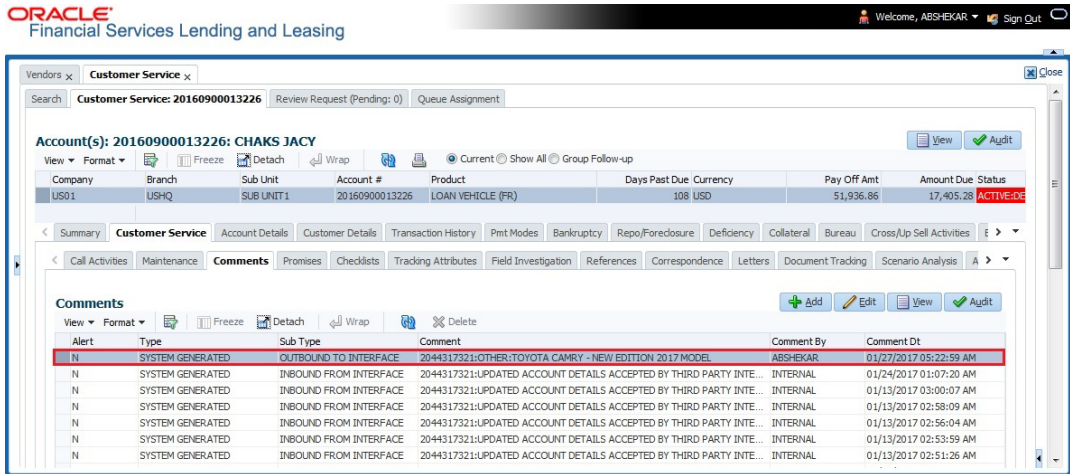 ORACLE
Financial Services Lending and Leasing
Welcome, ABSHEKAR Sign Out
Vendors x Customer Service x
Close
Search Customer Service: 20160900013226 Review Request (Pending: 0) Queue Assignment
Account(s): 20160900013226: CHAKS JACY
View Audit
View Format Freeze Detach Wrap Current Show All Group Follow-up
Company Branch Sub Unit Account # Product Days Past Due Currency Pay Off Amt Amount Due Status
US01 USHQ SUB UNIT1 20160900013226 LOAN VEHICLE (FR) 108 USD 51,936.86 17,405.28 ACTIVE:DE
Summary Customer Service Account Details Customer Details Transaction History Pmt Modes Bankruptcy Repo/Foreclosure Deficiency Collateral Bureau Cross/Up Sell Activities
Call Activities Maintenance Comments Promises Checklists Tracking Attributes Field Investigation References Correspondence Letters Document Tracking Scenario Analysis A
Comments
Add Edit View Audit
View Format Freeze Detach Wrap Delete
Alert Type Sub Type Comment Comment By Comment Dt
N SYSTEM GENERATED OUTBOUND TO INTERFACE 2044317321:OTHER:TOYOTA CAMRY - NEW EDITION 2017 MODEL ABSHEKAR 01/27/2017 05:22:59 AM
N SYSTEM GENERATED INBOUND FROM INTERFACE 2044317321:UPDATED ACCOUNT DETAILS ACCEPTED BY THIRD PARTY INTE... INTERNAL 01/24/2017 01:07:20 AM
N SYSTEM GENERATED INBOUND FROM INTERFACE 2044317321:UPDATED ACCOUNT DETAILS ACCEPTED BY THIRD PARTY INTE... INTERNAL 01/13/2017 03:00:07 AM
N SYSTEM GENERATED INBOUND FROM INTERFACE 2044317321:UPDATED ACCOUNT DETAILS ACCEPTED BY THIRD PARTY INTE... INTERNAL 01/13/2017 02:58:09 AM
N SYSTEM GENERATED INBOUND FROM INTERFACE 2044317321:UPDATED ACCOUNT DETAILS ACCEPTED BY THIRD PARTY INTE... INTERNAL 01/13/2017 02:56:04 AM
N SYSTEM GENERATED INBOUND FROM INTERFACE 2044317321:UPDATED ACCOUNT DETAILS ACCEPTED BY THIRD PARTY INTE... INTERNAL 01/13/2017 02:53:59 AM
N SYSTEM GENERATED INBOUND FROM INTERFACE 2044317321:UPDATED ACCOUNT DETAILS ACCEPTED BY THIRD PARTY INTE... INTERNAL 01/13/2017 02:51:26 AM